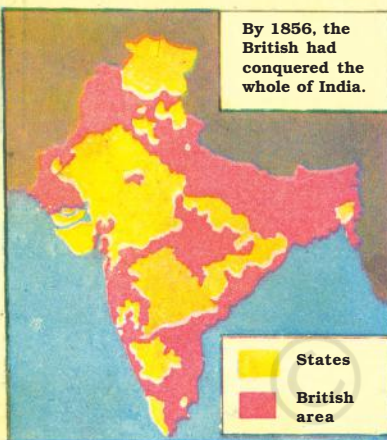 By 1856, the
British had
conquered the
whole of India.
States
British
area
©